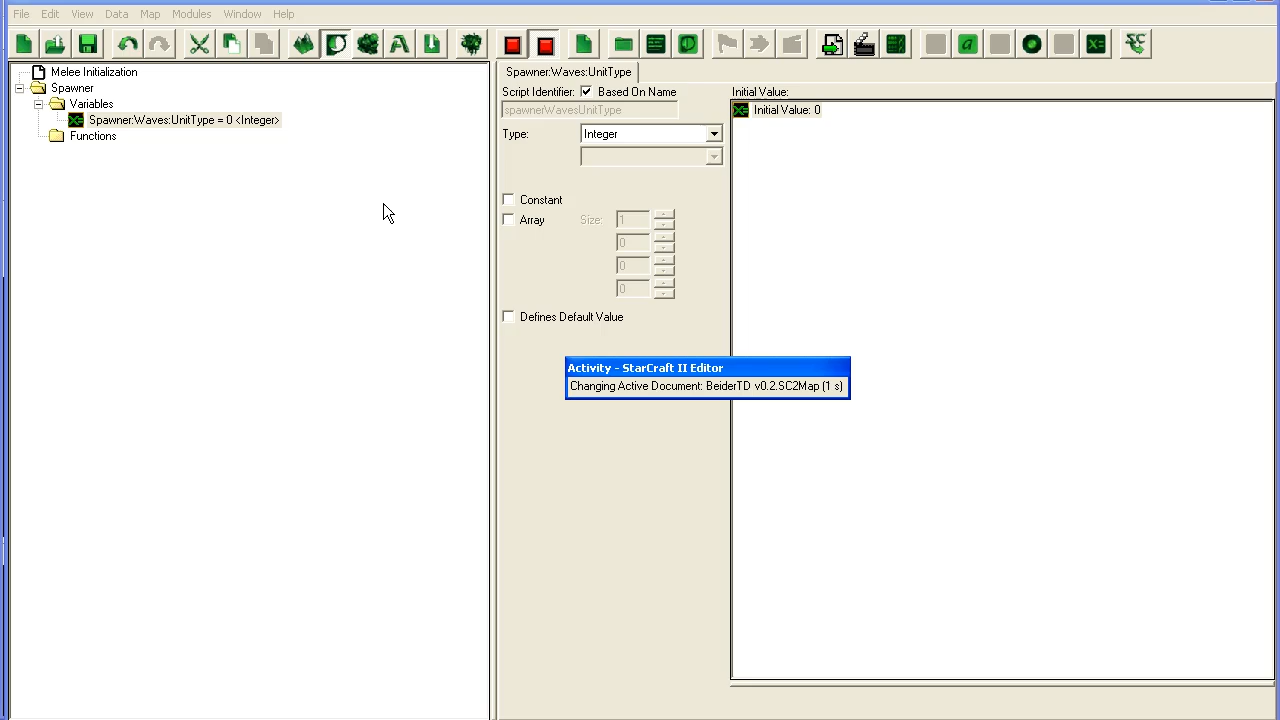 File Edit View Data Map Modules Window Help
Melee Initialization
Spawner
Variables
Spawner:Waves:UnitType = 0 <Integer>
Functions
Spawner:Waves:UnitType
Script Identifier: Based On Name
spawnerWavesUnitType
Type: Integer
Constant
Array Size: 1
0
0
0
Defines Default Value
Initial Value:
Initial Value: 0
Activity - StarCraft II Editor
Changing Active Document: BeiderTD v0.2.SC2Map (1 s)